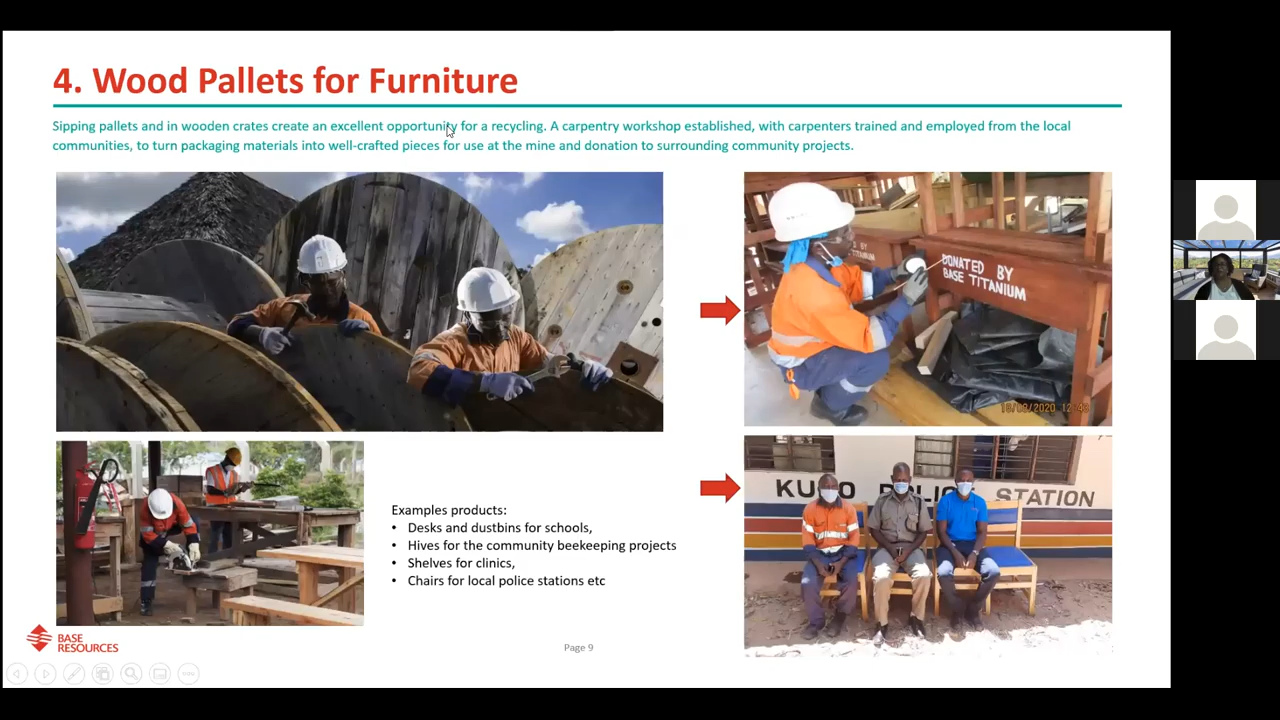 4. Wood Pallets for Furniture
Sipping pallets and in wooden crates create an excellent opportunity for a recycling. A carpentry workshop established, with carpenters trained and employed from the local
communities, to turn packaging materials into well-crafted pieces for use at the mine and donation to surrounding community projects.
DONATED BY
BASE TITANIUM
D BY
TITANIUM
STATION
Examples products:
• Desks and dustbins for schools,
• Hives for the community beekeeping projects
• Shelves for clinics,
• Chairs for local police stations etc
BASE
RESOURCES
Page 9